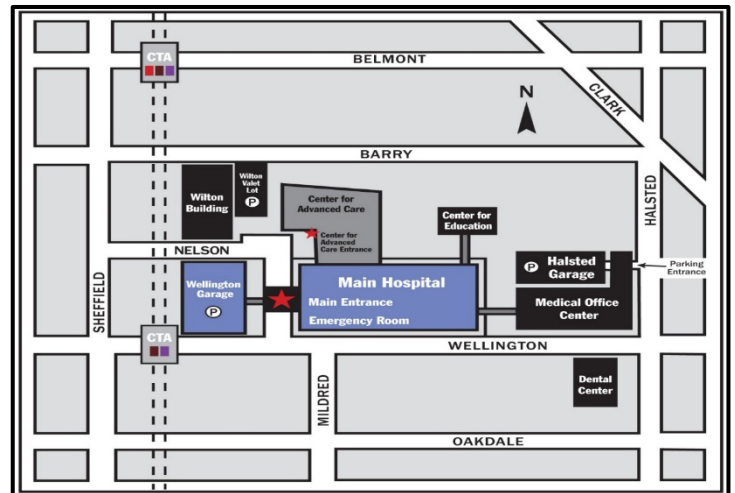 CTA
BELMONT
CLARK
N
BARRY
HALSTED
Wilton
Building
Wilton
Valet
Lot
P
Center for
Advanced Care
Center for
Advanced
Care Entrance
Center for
Education
NELSON
SHEFFIELD
Wellington
Garage
P
Main Hospital
Main Entrance
Emergency Room
P
Halsted
Garage
Parking
Entrance
Medical Office
Center
CTA
WELLINGTON
MILDRED
Dental
Center
OAKDALE